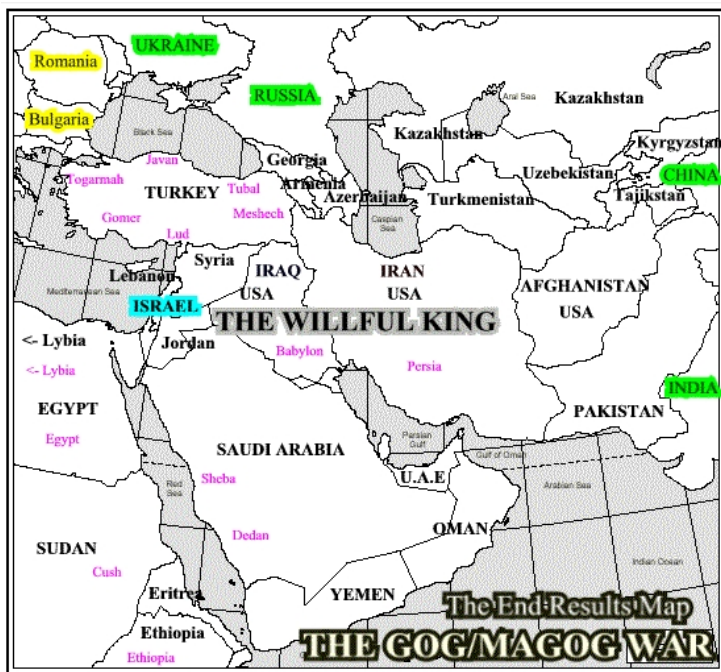 UKRAINE
Romania
RUSSIA
Aral Sea
Kazakhstan
Bulgaria
Black Sea
Kazakhstan
Kyrgyzstan
Javan
Georgia
Uzbekistan
CHINA
Togarmah
TURKEY
Tubal
Armenia
Azerbaijan
Turkmenistan
Tajikstan
Gomer
Meshech
Caspian
Sea
Lud
Syria
Lebanon
IRAQ
IRAN
Mediterranean Sea
USA
USA
AFGHANISTAN
USA
ISRAEL
THE WILLFUL KING
<- Lybia
Jordan
Babylon
<- Lybia
Persia
INDIA
EGYPT
PAKISTAN
Egypt
SAUDI ARABIA
Persian
Gulf
Gulf of Oman
Red
Sea
Sheba
U.A.E
Arabian Sea
Dedan
OMAN
SUDAN
Indian Ocean
Cush
Eritrea
YEMEN
The End Results Map
Ethiopia
THE GOG/MAGOG WAR
Ethiopia